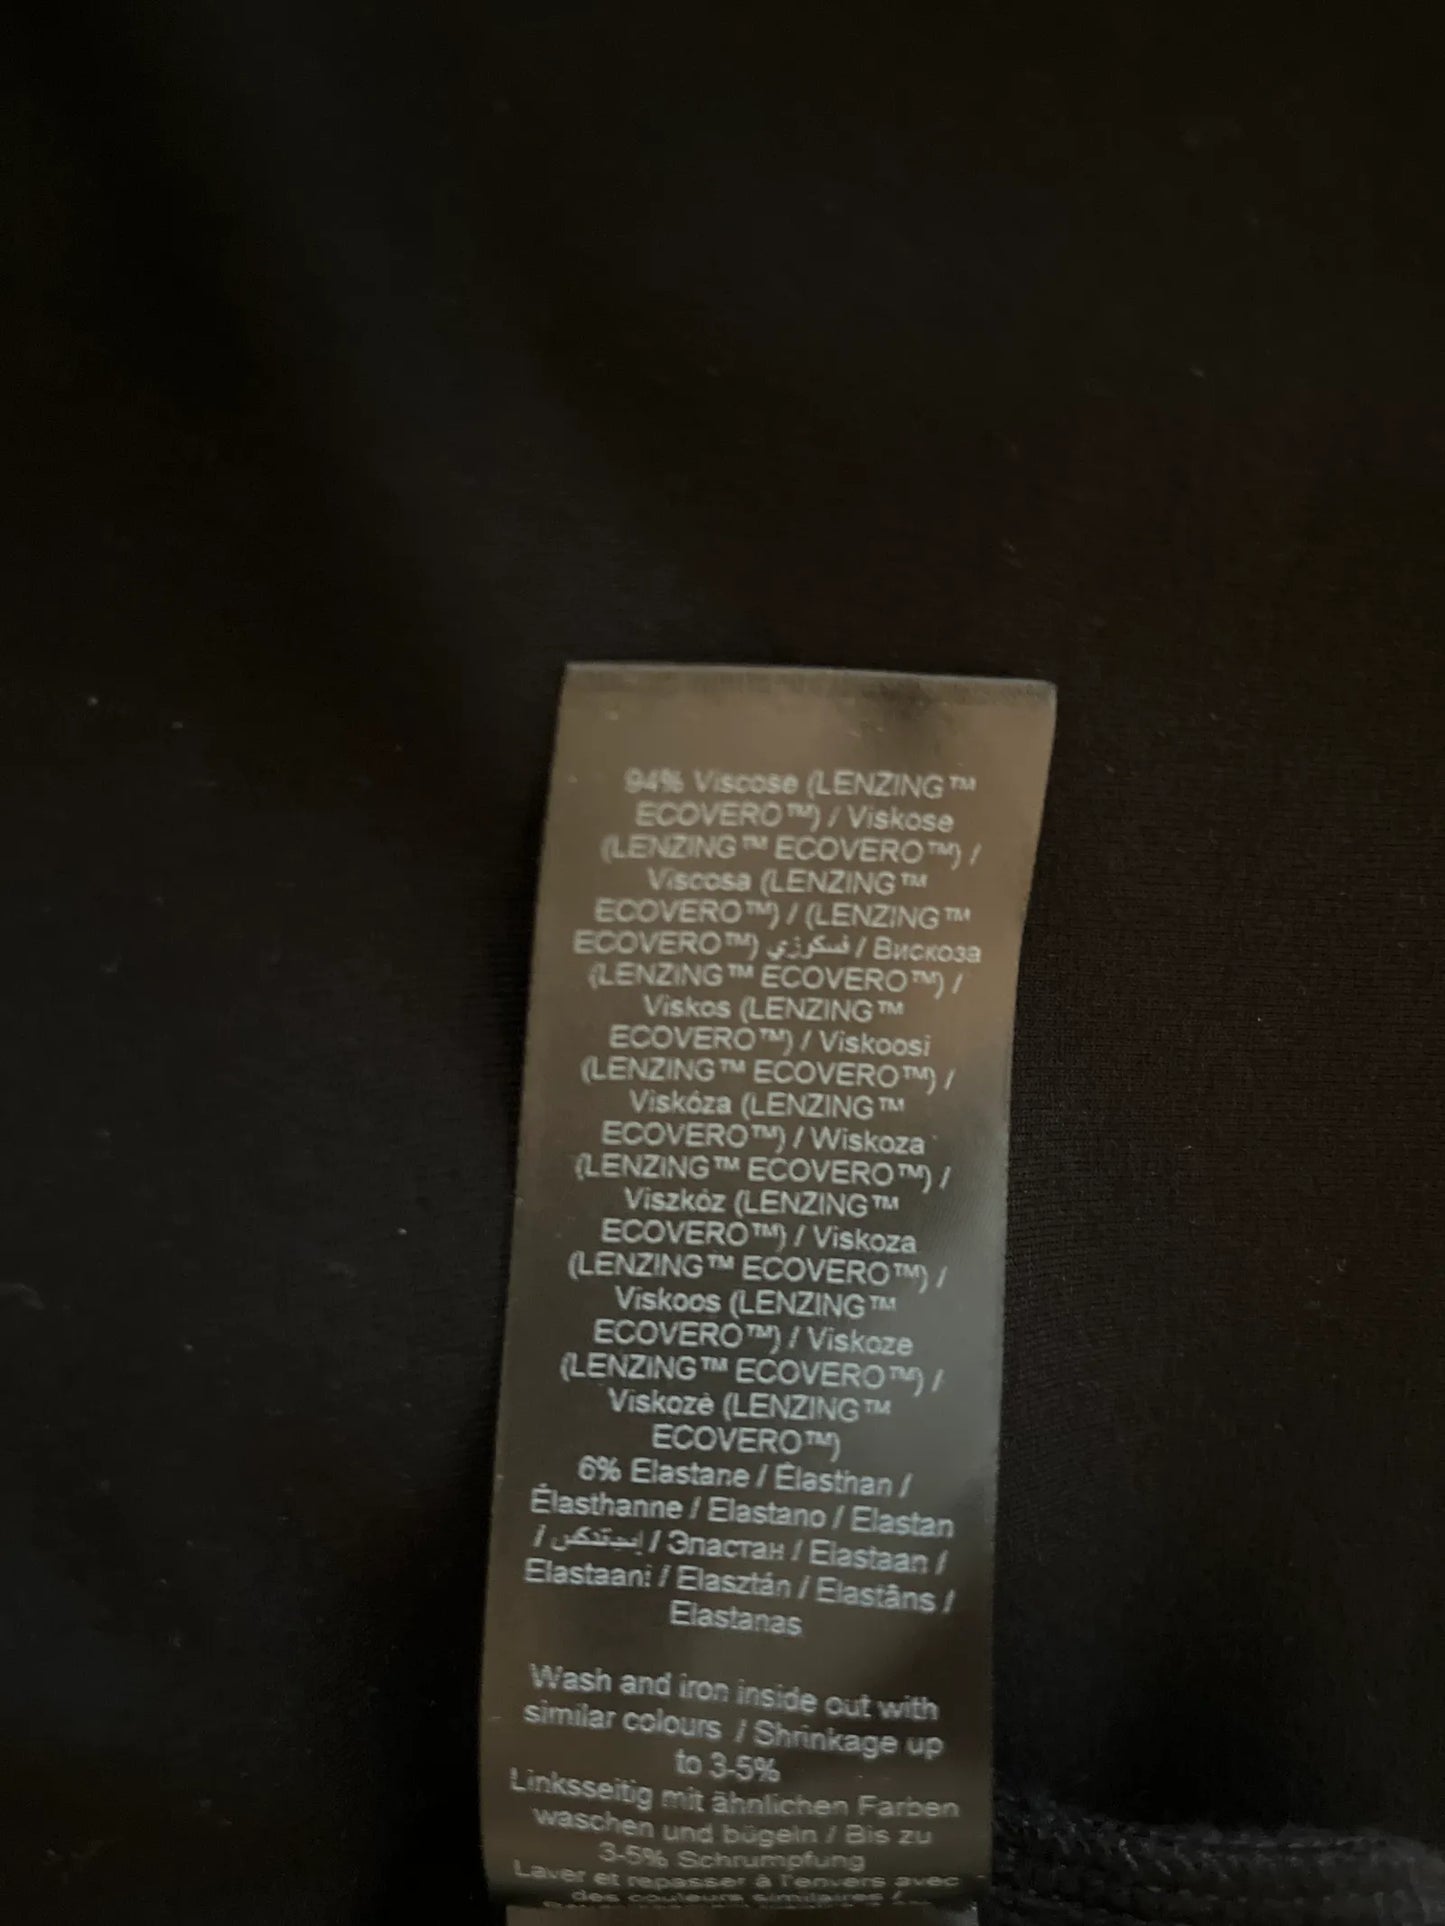 94% Viscose (LENZING™
ECOVERO™) / Viskose
(LENZING™ ECOVERO™) /
Viscosa (LENZING™
ECOVERO™) / (LENZING™
ECOVERO™) فسكوزي / Вискоза
(LENZING™ ECOVERO™) /
Viskos (LENZING™
ECOVERO™) / Viskoosi
(LENZING™ ECOVERO™) /
Viskóza (LENZING™
ECOVERO™) / Wiskoza
(LENZING™ ECOVERO™) /
Viszkóz (LENZING™
ECOVERO™) / Viskoza
(LENZING™ ECOVERO™) /
Viskoos (LENZING™
ECOVERO™) / Viskoze
(LENZING™ ECOVERO™) /
Viskozė (LENZING™
ECOVERO™)
6% Elastane / Élasthan /
Élasthanne / Elastano / Elastan
/ / Эластан / Elastaan /
Elastaani / Elasztán / Elastāns /
Elastanas
Wash and iron inside out with
similar colours / Shrinkage up
to 3-5%
Linksseitig mit ähnlichen Farben
waschen und bügeln / Bis zu
3-5% Schrumpfung
Laver et repasser à l'envers avec
des couleurs similaires /